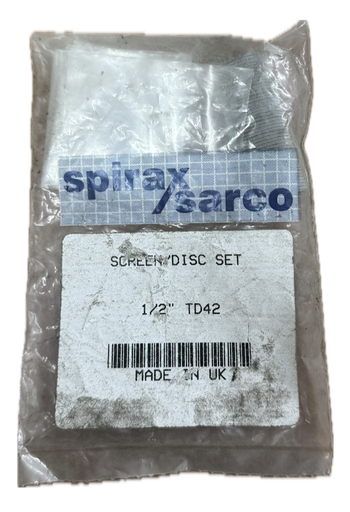 spirax
/sarco
SCREEN/DISC SET
1/2" TD42
MADE IN UK